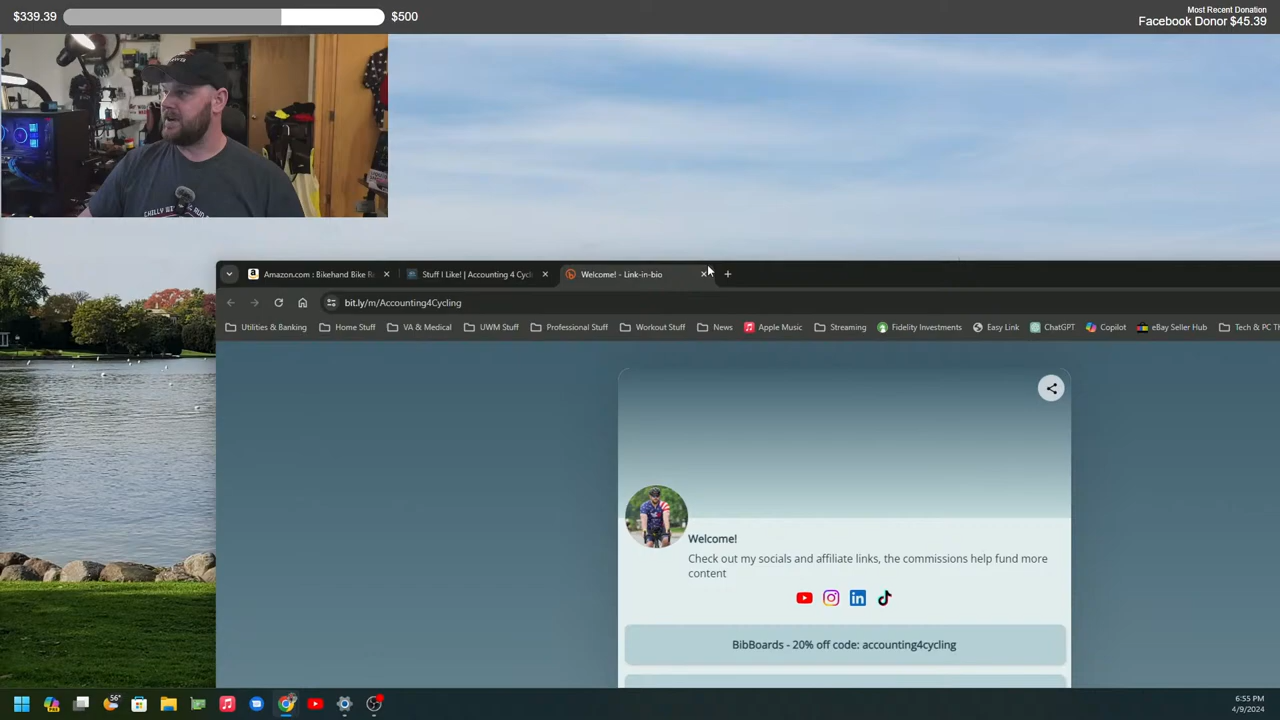 $339.39
$500
Most Recent Donation
Facebook Donor $45.39
Amazon.com : Bikehand Bike R
Stuff I Like! | Accounting 4 Cycl
Welcome! - Link-in-bio
bit.ly/m/Accounting4Cycling
Utilities & Banking
Home Stuff
VA & Medical
UWM Stuff
Professional Stuff
Workout Stuff
News
Apple Music
Streaming
Fidelity Investments
Easy Link
ChatGPT
Copilot
eBay Seller Hub
Tech & PC Th
Welcome!
Check out my socials and affiliate links, the commissions help fund more
content
BibBoards - 20% off code: accounting4cycling
56°
6:55 PM
4/9/2024